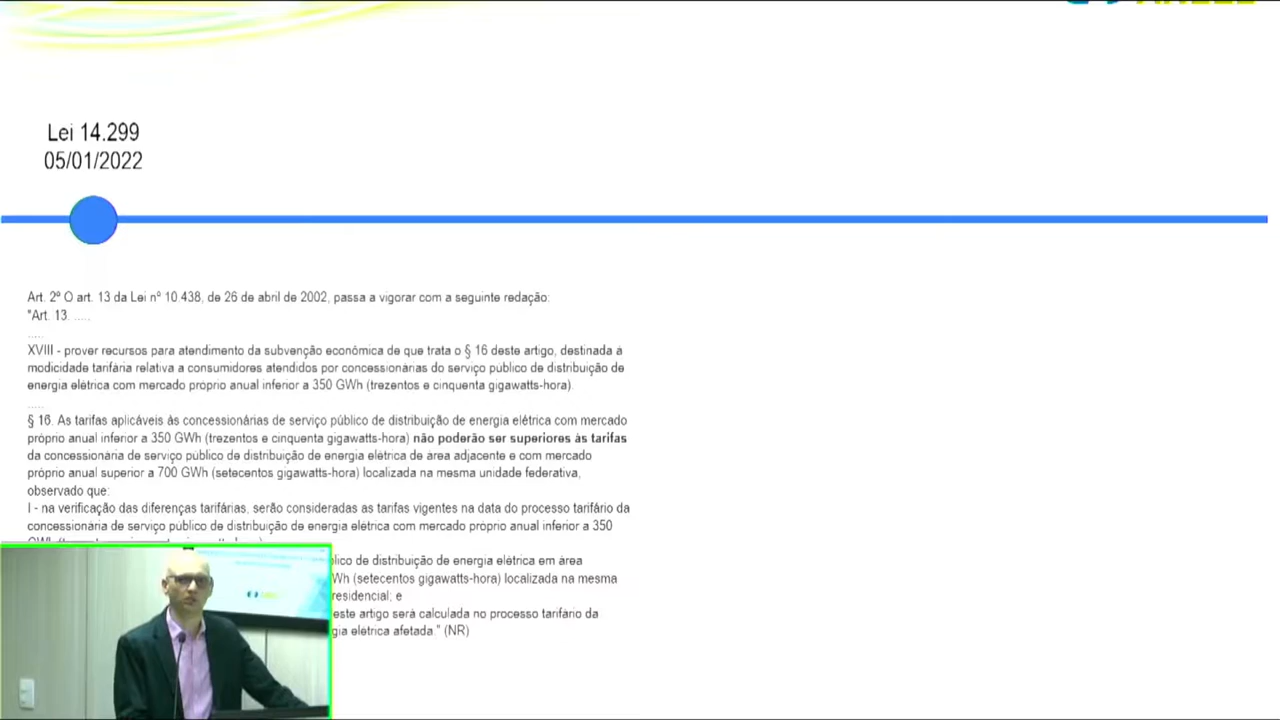 Lei 14.299
05/01/2022
Art. 2º O art. 13 da Lei nº 10.438, de 26 de abril de 2002, passa a vigorar com a seguinte redação:
"Art. 13. .....
.....
XVIII - prover recursos para atendimento da subvenção econômica de que trata o § 16 deste artigo, destinada à
modicidade tarifária relativa a consumidores atendidos por concessionárias do serviço público de distribuição de
energia elétrica com mercado próprio anual inferior a 350 GWh (trezentos e cinquenta gigawatts-hora).
.....
§ 16. As tarifas aplicáveis às concessionárias de serviço público de distribuição de energia elétrica com mercado
próprio anual inferior a 350 GWh (trezentos e cinquenta gigawatts-hora) não poderão ser superiores às tarifas
da concessionária de serviço público de distribuição de energia elétrica de área adjacente e com mercado
próprio anual superior a 700 GWh (setecentos gigawatts-hora) localizada na mesma unidade federativa,
observado que:
I - na verificação das diferenças tarifárias, serão consideradas as tarifas vigentes na data do processo tarifário da
concessionária de serviço público de distribuição de energia elétrica com mercado próprio anual inferior a 350
de distribuição de energia elétrica em área
(setecentos gigawatts-hora) localizada na mesma
residencial; e
deste artigo será calculada no processo tarifário da
elétrica afetada." (NR)